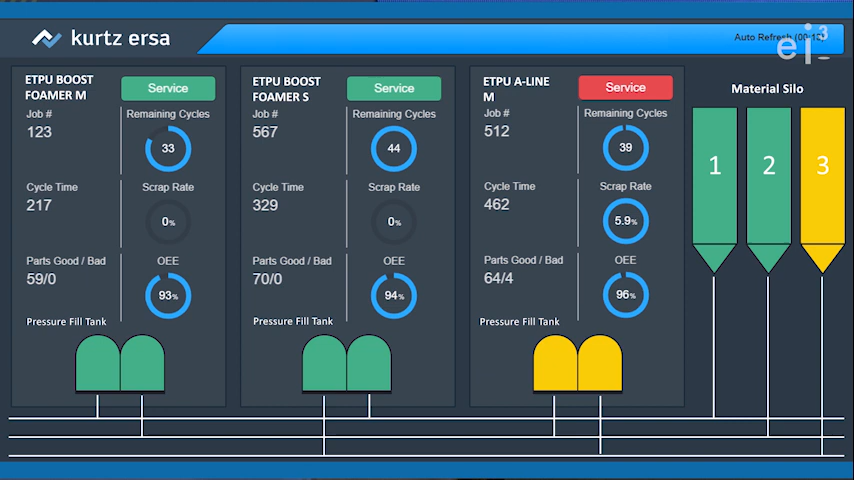 kurtz ersa
Auto Refresh
ei3
ETPU BOOST
FOAMER M
Service
Job #
123
Remaining Cycles
33
Cycle Time
217
Scrap Rate
0%
Parts Good / Bad
59/0
OEE
93%
Pressure Fill Tank
ETPU BOOST
FOAMER S
Service
Job #
567
Remaining Cycles
44
Cycle Time
329
Scrap Rate
0%
Parts Good / Bad
70/0
OEE
94%
Pressure Fill Tank
ETPU A-LINE
M
Service
Job #
512
Remaining Cycles
39
Cycle Time
462
Scrap Rate
5.9%
Parts Good / Bad
64/4
OEE
96%
Pressure Fill Tank
Material Silo
1
2
3